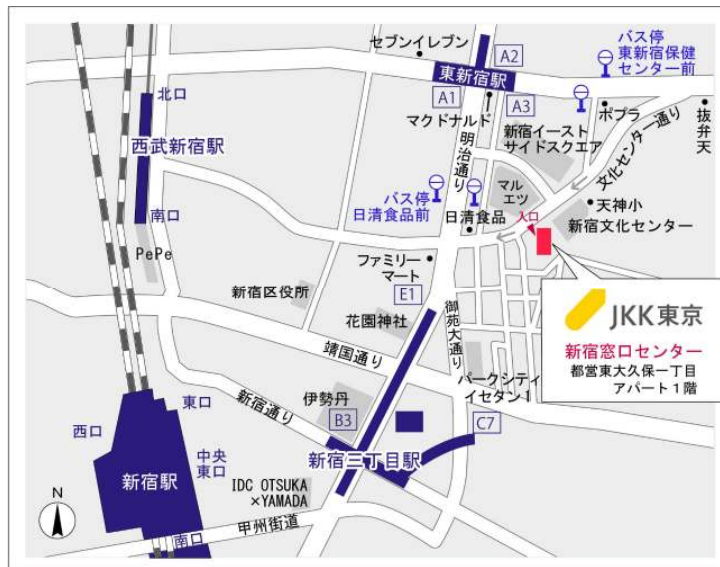 セブンイレブン
A2
バス停
東新宿保健
センター前
東新宿駅
北口
A1
A3
マクドナルド
ポプラ
抜弁天
西武新宿駅
新宿イースト
サイドスクエア
明治通り
文化センター通り
マル
エツ
天神小
バス停
日清食品前
日清食品
入口
新宿文化センター
南口
PePe
ファミリー
マート
新宿区役所
E1
花園神社
御苑大通り
JKK東京
新宿窓口センター
都営東大久保一丁目
アパート1階
靖国通り
パークシティ
イセタン1
新宿通り
伊勢丹
東口
西口
B3
C7
中央
東口
新宿三丁目駅
新宿駅
IDC OTSUKA
×YAMADA
N
甲州街道
南口